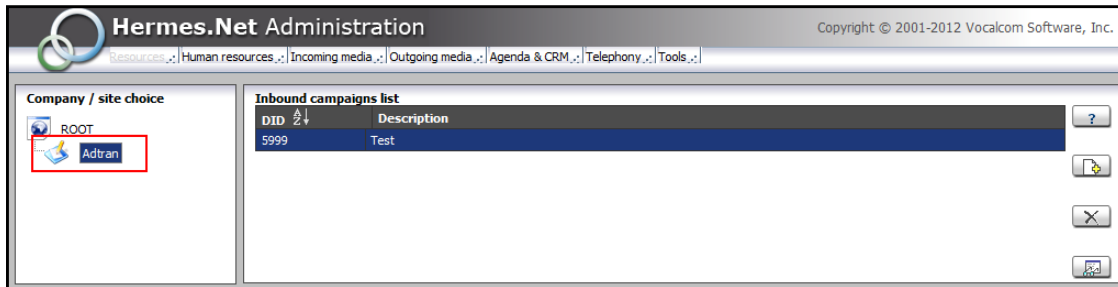 Hermes.Net Administration
Copyright © 2001-2012 Vocalcom Software, Inc.
Resources .: Human resources .: Incoming media .: Outgoing media .: Agenda & CRM .: Telephony .: Tools .:
Company / site choice
ROOT
Adtran
Inbound campaigns list
DID AZ↓ Description
5999 Test
?